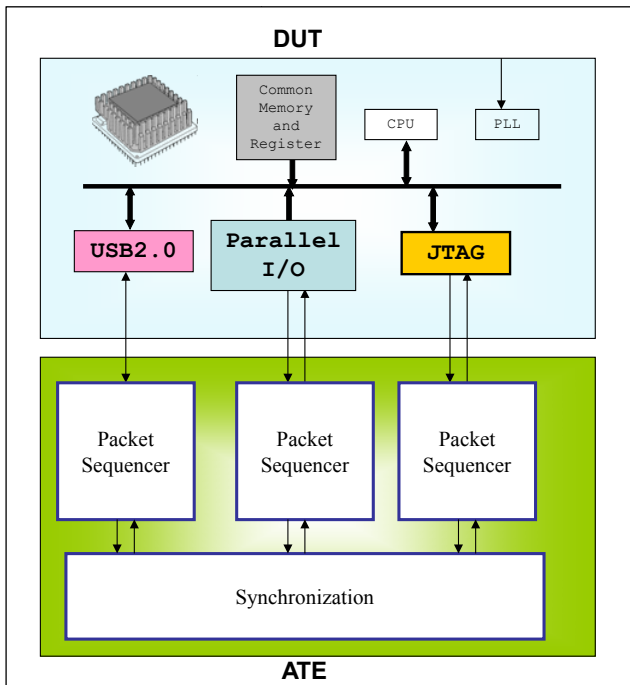 DUT
Common
Memory
and
Register
CPU
PLL
USB2.0
Parallel
I/O
JTAG
Packet
Sequencer
Packet
Sequencer
Packet
Sequencer
Synchronization
ATE